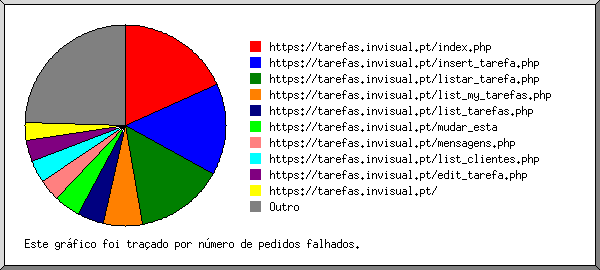 https://tarefas.invisual.pt/index.php
https://tarefas.invisual.pt/insert_tarefa.php
https://tarefas.invisual.pt/listar_tarefa.php
https://tarefas.invisual.pt/list_my_tarefas.php
https://tarefas.invisual.pt/list_tarefas.php
https://tarefas.invisual.pt/mudar_esta
https://tarefas.invisual.pt/mensagens.php
https://tarefas.invisual.pt/list_clientes.php
https://tarefas.invisual.pt/edit_tarefa.php
https://tarefas.invisual.pt/
Outro
Este gráfico foi traçado por número de pedidos falhados.